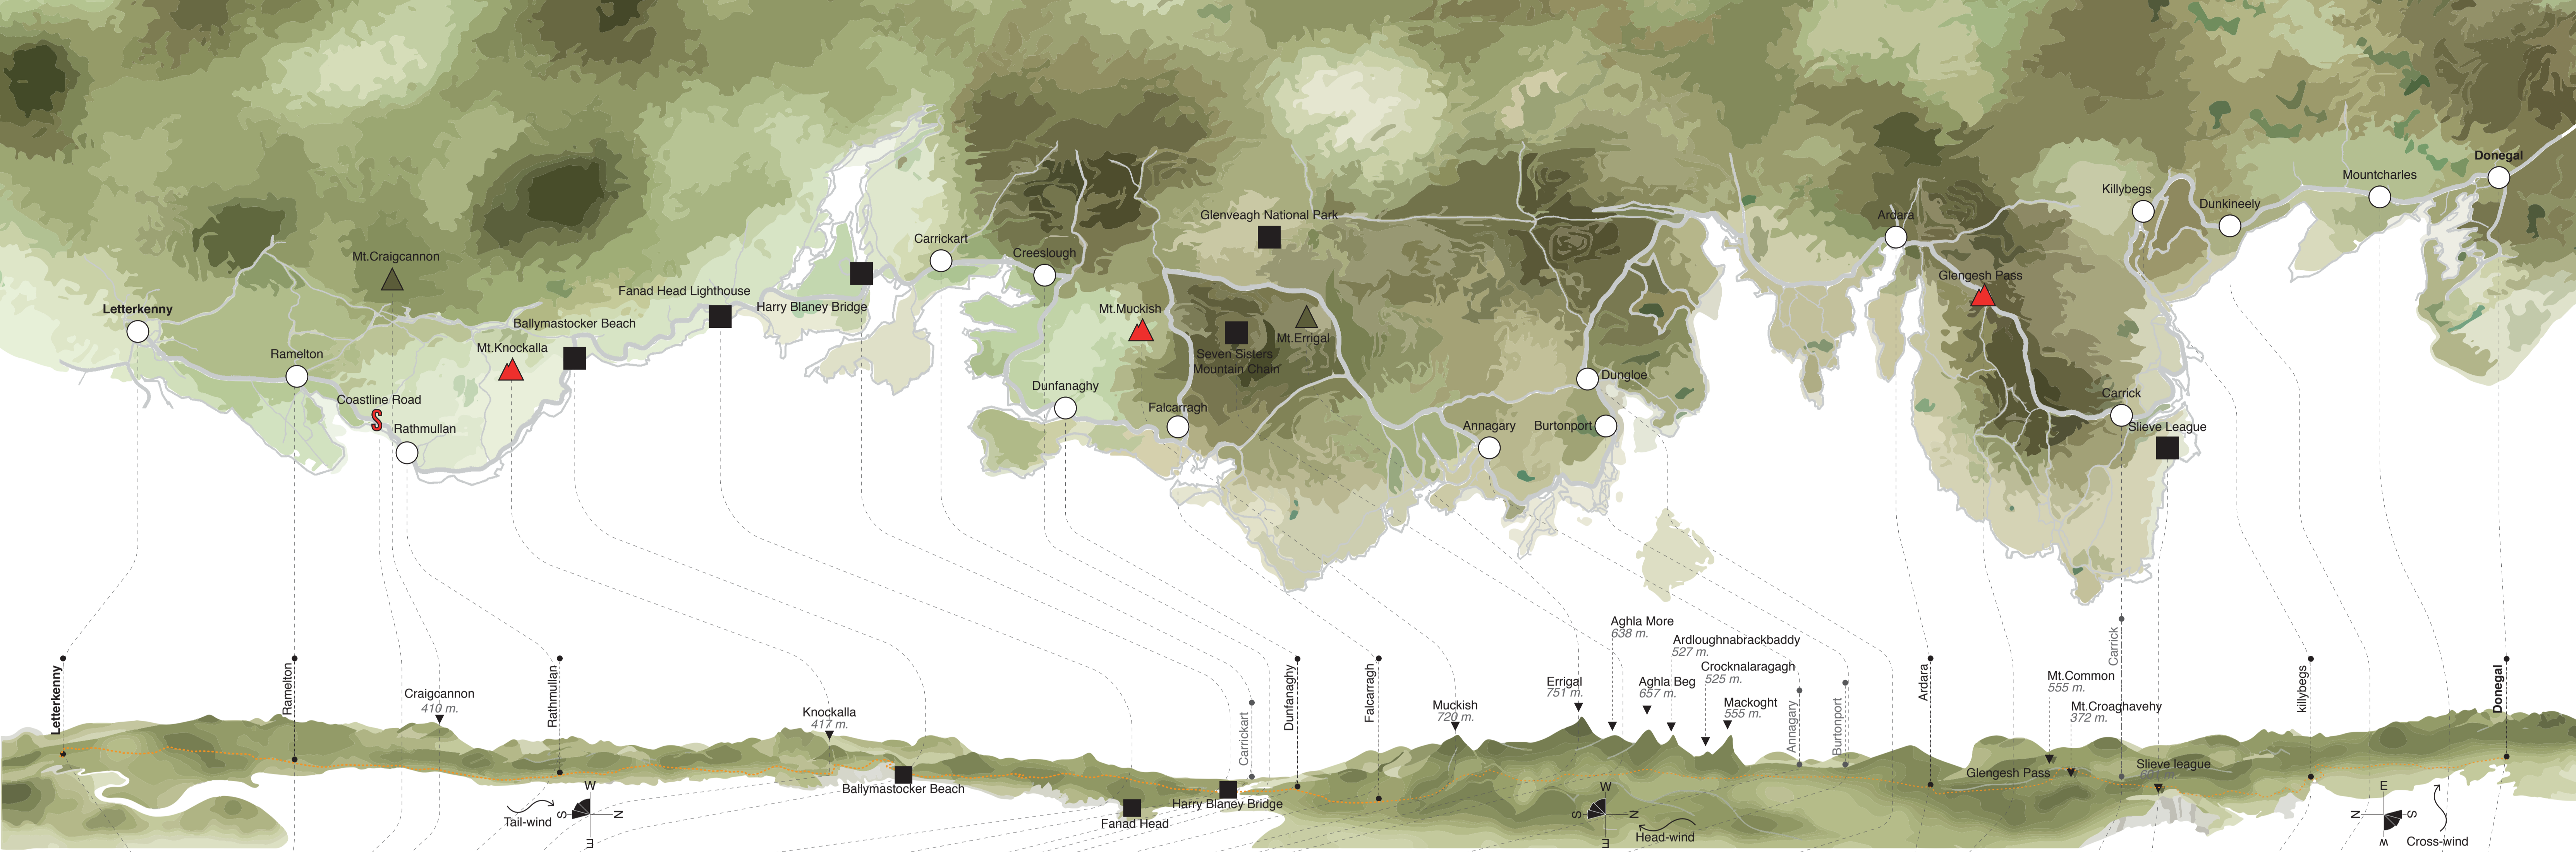 Donegal
Mountcharles
Killybegs
Dunkineely
Ardara
Glenveagh National Park
Carrickart
Creeslough
Mt.Craigcannon
Glengesh Pass
Fanad Head Lighthouse
Harry Blaney Bridge
Letterkenny
Mt.Muckish
Ballymastocker Beach
Mt.Errigal
Mt.Knockalla
Ramelton
Seven Sisters
Mountain Chain
Dungloe
Dunfanaghy
Carrick
Coastline Road
Falcarragh
Rathmullan
Annagary
Burtonport
Slieve League
Aghla More
638 m.
Ardloughnabrackbaddy
527 m.
Crocknalaragagh
525 m.
Letterkenny
Ramelton
Craigcannon
410 m.
Rathmullan
Knockalla
417 m.
Carrickart
Dunfanaghy
Falcarragh
Muckish
720 m.
Errigal
751 m.
Aghla Beg
657 m.
Mackoght
555 m.
Annagary
Burtonport
Ardara
Mt.Common
555 m.
Mt.Croaghavehy
372 m.
Carrick
killybegs
Donegal
Glengesh Pass
Slieve league
Ballymastocker Beach
Harry Blaney Bridge
Fanad Head
W
S
N
E
Tail-wind
W
S
N
E
Head-wind
E
N
S
W
Cross-wind